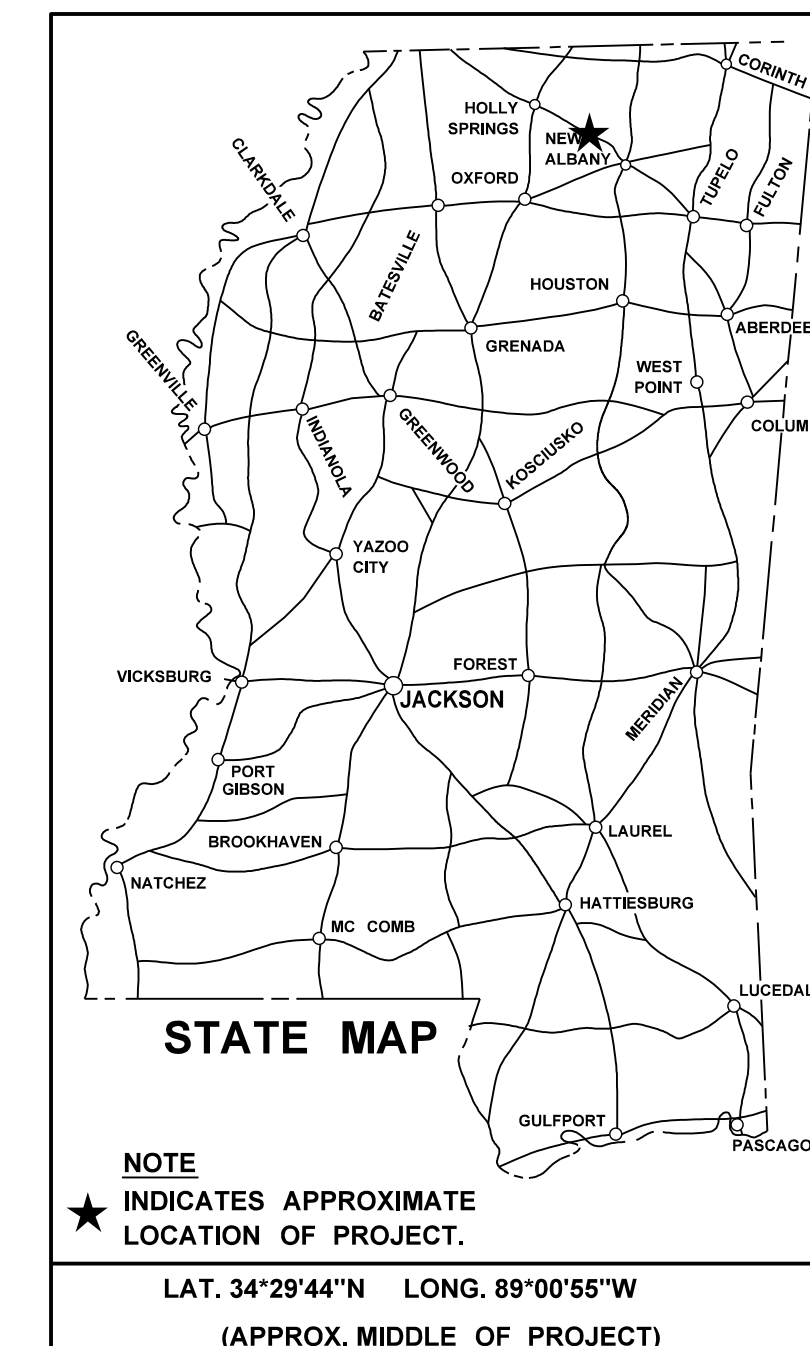 CORINTH
HOLLY
SPRINGS
NEW
ALBANY
CLARKDALE
OXFORD
TUPELO
FULTON
BATESVILLE
HOUSTON
ABERDEE
GREENVILLE
GRENADA
WEST
POINT
COLUM
INDIANOLA
GREENWOOD
KOSCIUSKO
YAZOO
CITY
VICKSBURG
FOREST
JACKSON
MERIDIAN
PORT
GIBSON
BROOKHAVEN
LAUREL
NATCHEZ
HATTIESBURG
MC COMB
LUCEDAL
STATE MAP
GULFPORT
PASCAGO
NOTE
INDICATES APPROXIMATE
LOCATION OF PROJECT.
LAT. 34*29'44"N LONG. 89*00'55"W
(APPROX. MIDDLE OF PROJECT)